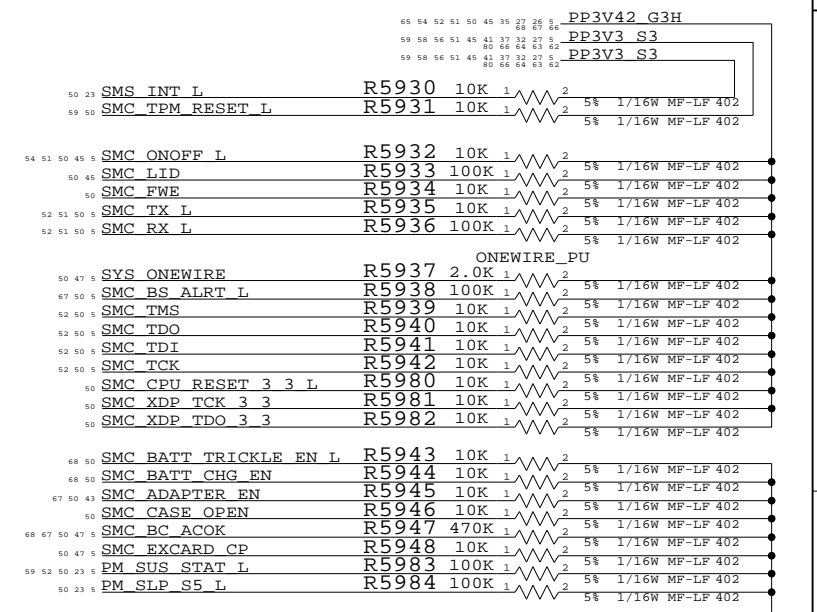 65 54 52 51 50 45 35 27 26 5 PP3V42_G3H
68 67 66
59 58 56 51 45 41 37 32 27 5 PP3V3_S3
80 66 64 63 62
59 58 56 51 45 41 37 32 27 5 PP3V3_S3
80 66 64 63 62
50 23 SMS_INT_L R5930 10K 1 2
5% 1/16W MF-LF 402
59 50 SMC_TPM_RESET_L R5931 10K 1 2
5% 1/16W MF-LF 402
54 51 50 45 5 SMC_ONOFF_L R5932 10K 1 2
5% 1/16W MF-LF 402
50 45 SMC_LID R5933 100K 1 2
5% 1/16W MF-LF 402
50 SMC_FWE R5934 10K 1 2
5% 1/16W MF-LF 402
52 51 50 5 SMC_TX_L R5935 10K 1 2
5% 1/16W MF-LF 402
52 51 50 5 SMC_RX_L R5936 100K 1 2
5% 1/16W MF-LF 402
ONEWIRE_PU
50 47 5 SYS_ONEWIRE R5937 2.0K 1 2
5% 1/16W MF-LF 402
67 50 5 SMC_BS_ALRT_L R5938 100K 1 2
5% 1/16W MF-LF 402
52 50 5 SMC_TMS R5939 10K 1 2
5% 1/16W MF-LF 402
52 50 5 SMC_TDO R5940 10K 1 2
5% 1/16W MF-LF 402
52 50 5 SMC_TDI R5941 10K 1 2
5% 1/16W MF-LF 402
52 50 5 SMC_TCK R5942 10K 1 2
5% 1/16W MF-LF 402
50 SMC_CPU_RESET_3_3_L R5980 10K 1 2
5% 1/16W MF-LF 402
50 SMC_XDP_TCK_3_3 R5981 10K 1 2
5% 1/16W MF-LF 402
50 SMC_XDP_TDO_3_3 R5982 10K 1 2
5% 1/16W MF-LF 402
68 50 SMC_BATT_TRICKLE_EN_L R5943 10K 1 2
5% 1/16W MF-LF 402
68 50 SMC_BATT_CHG_EN R5944 10K 1 2
5% 1/16W MF-LF 402
67 50 43 SMC_ADAPTER_EN R5945 10K 1 2
5% 1/16W MF-LF 402
50 SMC_CASE_OPEN R5946 10K 1 2
5% 1/16W MF-LF 402
68 67 50 47 5 SMC_BC_ACOK R5947 470K 1 2
5% 1/16W MF-LF 402
50 47 5 SMC_EXCARD_CP R5948 10K 1 2
5% 1/16W MF-LF 402
59 52 50 23 5 PM_SUS_STAT_L R5983 100K 1 2
5% 1/16W MF-LF 402
50 23 5 PM_SLP_S5_L R5984 100K 1 2
5% 1/16W MF-LF 402